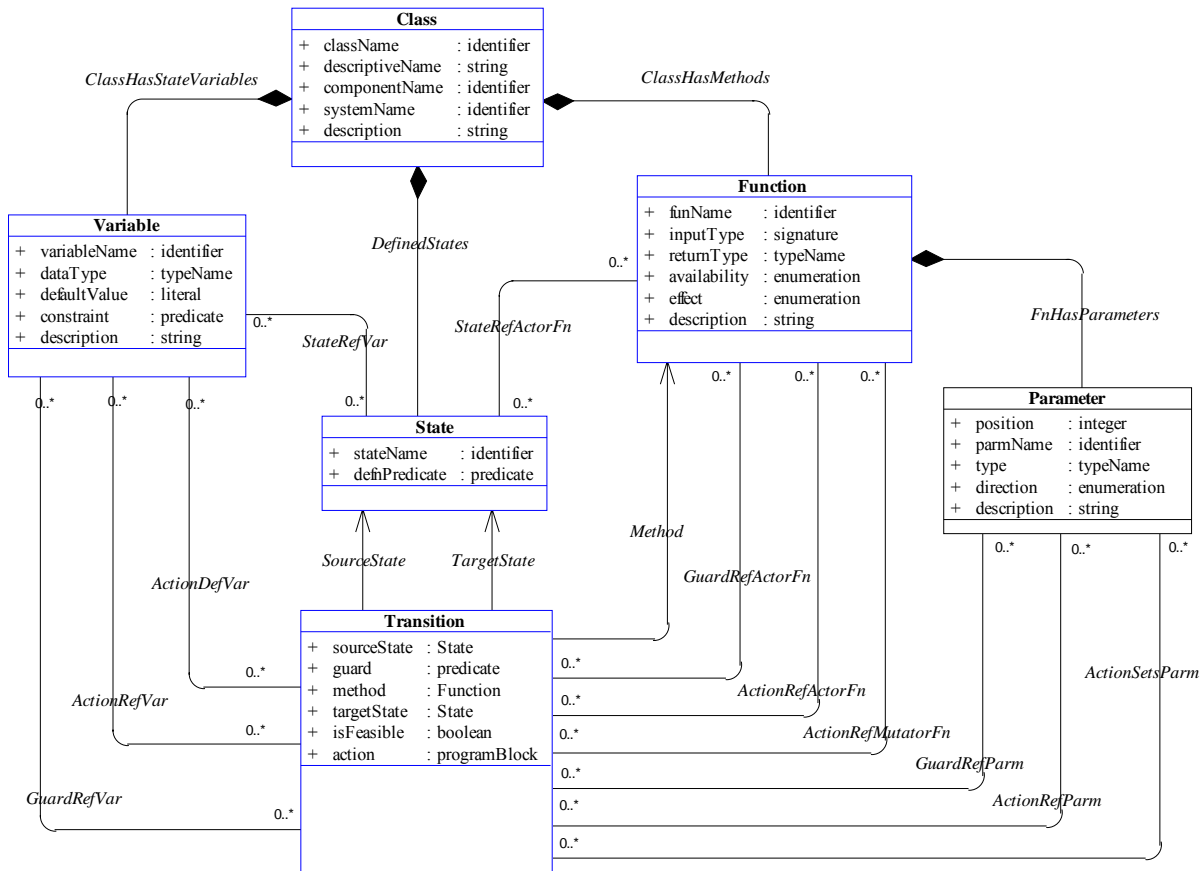 Class
+ className : identifier
+ descriptiveName : string
+ componentName : identifier
+ systemName : identifier
+ description : string
ClassHasStateVariables
ClassHasMethods
Function
+ funName : identifier
+ inputType : signature
+ returnType : typeName
+ availability : enumeration
+ effect : enumeration
+ description : string
Variable
+ variableName : identifier
+ dataType : typeName
+ defaultValue : literal
+ constraint : predicate
+ description : string
DefinedStates
0..*
StateRefActorFn
0..*
FnHasParameters
0..*
StateRefVar
0..*
0..*
0..*
0..*
0..*
0..*
0..*
Parameter
+ position : integer
+ parmName : identifier
+ type : typeName
+ direction : enumeration
+ description : string
State
+ stateName : identifier
+ defnPredicate : predicate
0..*
0..*
0..*
SourceState
TargetState
Method
GuardRefActorFn
ActionDefVar
Transition
+ sourceState : State
+ guard : predicate
+ method : Function
+ targetState : State
+ isFeasible : boolean
+ action : programBlock
0..*
0..*
ActionSetsParm
ActionRefVar
0..*
ActionRefActorFn
0..*
0..*
ActionRefMutatorFn
GuardRefParm
0..*
ActionRefParm
GuardRefVar
0..*
0..*
0..*